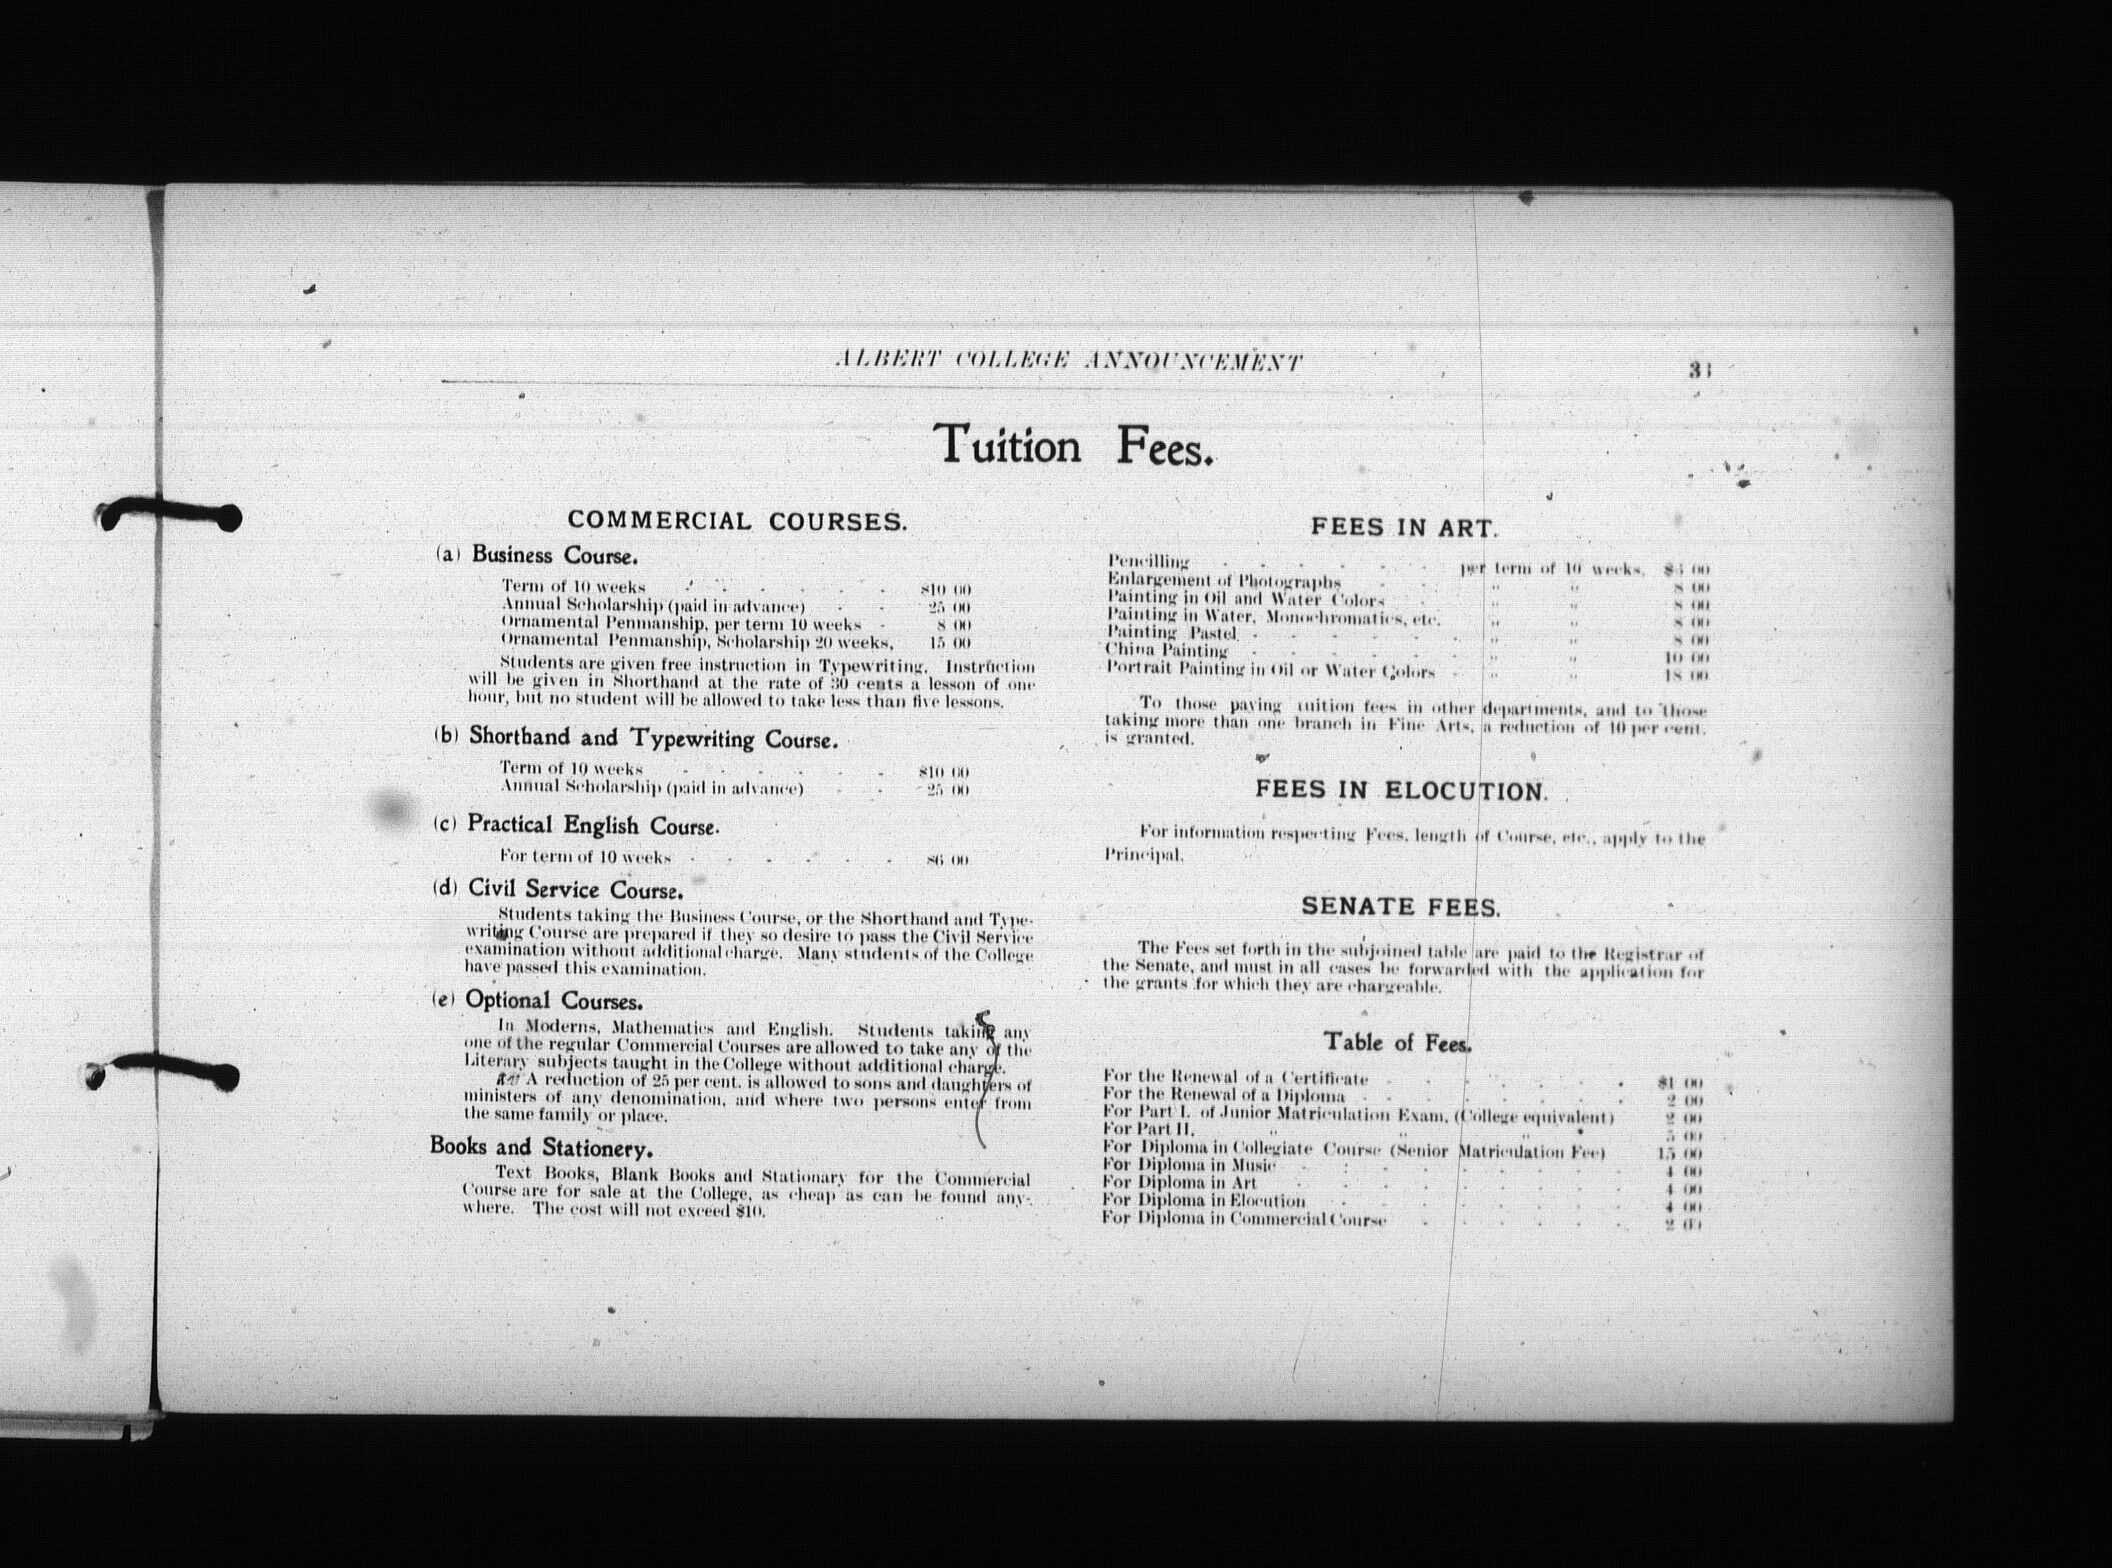 ALBERT COLLEGE ANNOUNCEMENT
Tuition Fees.
COMMERCIAL COURSES.
(a) Business Course.
Term of 10 weeks - - - - - - $10 00
Annual Scholarship (paid in advance) - - 25 00
Ornamental Penmanship, per term 10 weeks - 8 00
Ornamental Penmanship, Scholarship 20 weeks, 15 00
Students are given free instruction in Typewriting. Instruction
will be given in Shorthand at the rate of 30 cents a lesson of one
hour, but no student will be allowed to take less than five lessons.
(b) Shorthand and Typewriting Course.
Term of 10 weeks - - - - - - $10 00
Annual Scholarship (paid in advance) - - 25 00
(c) Practical English Course.
For term of 10 weeks - - - - - - $6 00
(d) Civil Service Course.
Students taking the Business Course, or the Shorthand and Type-
writing Course are prepared if they so desire to pass the Civil Service
examination without additional charge. Many students of the College
have passed this examination.
(e) Optional Courses.
In Moderns, Mathematics and English. Students taking any
one of the regular Commercial Courses are allowed to take any of the
Literary subjects taught in the College without additional charge.
A reduction of 25 per cent. is allowed to sons and daughters of
ministers of any denomination, and where two persons enter from
the same family or place.
Books and Stationery.
Text Books, Blank Books and Stationary for the Commercial
Course are for sale at the College, as cheap as can be found any-
where. The cost will not exceed $10.
FEES IN ART.
Pencilling - - - - - - per term of 10 weeks, 00
Enlargement of Photographs - - " " 8 00
Painting in Oil and Water Colors - " " 8 00
Painting in Water, Monochromatics, etc. " " 8 00
Painting Pastel - - - - - - " " 8 00
China Painting - - - - - - " " 10 00
Portrait Painting in Oil or Water Colors - " " 18 00
To those paying tuition fees in other departments, and to those
taking more than one branch in Fine Arts, a reduction of 10 per cent.
is granted.
FEES IN ELOCUTION.
For information respecting Fees, length of Course, etc., apply to the
Principal.
SENATE FEES.
The Fees set forth in the subjoined table are paid to the Registrar of
the Senate, and must in all cases be forwarded with the application for
the grants for which they are chargeable.
Table of Fees.
For the Renewal of a Certificate - - - - - - - $1 00
For the Renewal of a Diploma - - - - - - - 2 00
For Part I. of Junior Matriculation Exam. (College equivalent) 2 00
For Part II. " " " " 5 00
For Diploma in Collegiate Course (Senior Matriculation Fee) 15 00
For Diploma in Music - - - - - - - - - 4 00
For Diploma in Art - - - - - - - - - 4 00
For Diploma in Elocution - - - - - - - - 4 00
For Diploma in Commercial Course - - - - - - 2 00